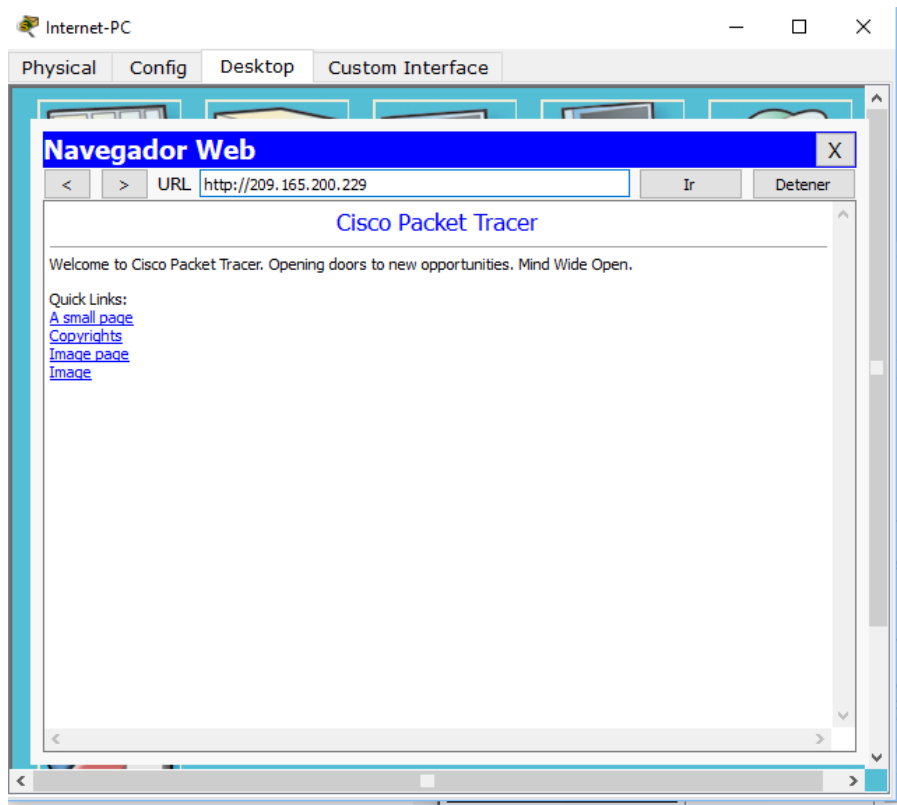 Internet-PC
Physical Config Desktop Custom Interface
Navegador Web X
< > URL http://209.165.200.229 Ir Detener
Cisco Packet Tracer
Welcome to Cisco Packet Tracer. Opening doors to new opportunities. Mind Wide Open.
Quick Links:
A small page
Copyrights
Image page
Image